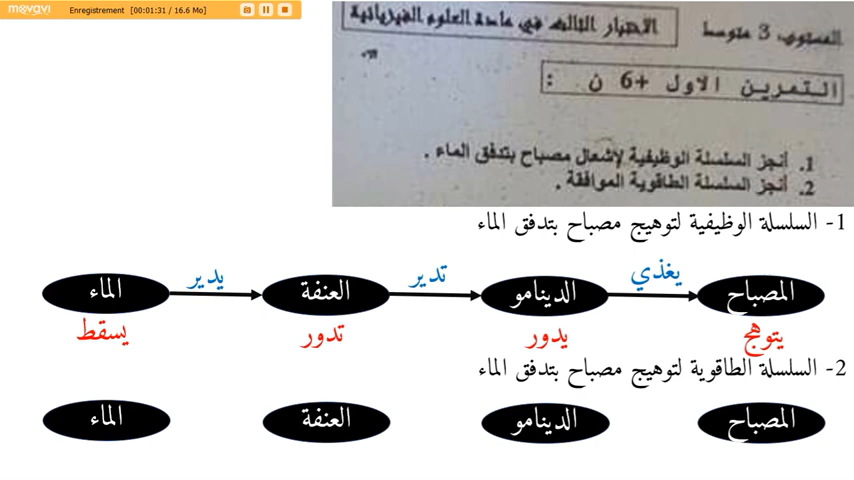 movavi
Enregistrement [00:01:31 / 16.6 Mo]
المستوى 3 متوسط
الاختبار الثالث في مادة العلوم الفيزيائية
التمرين الاول +6 ن :
1. أنجز السلسلة الوظيفية لإشعال مصباح بتدفق الماء .
2. أنجز السلسلة الطاقوية الموافقة .
1- السلسلة الوظيفية لتوهيج مصباح بتدفق الماء
الماء يدير العنفة تدير الدينامو يغذي المصباح
يسقط تدور يدور يتوهج
2- السلسلة الطاقوية لتوهيج مصباح بتدفق الماء
الماء العنفة الدينامو المصباح